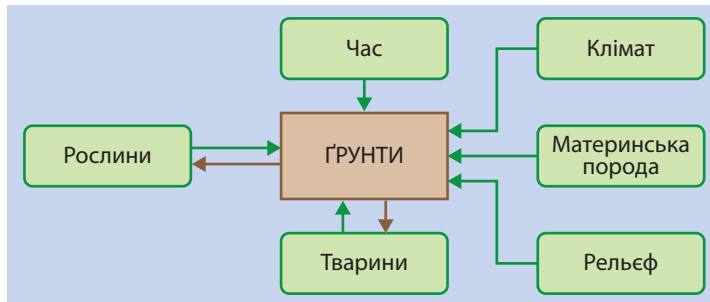 Час
Клімат
Рослини
ҐРУНТИ
Материнська
порода
Тварини
Рельєф